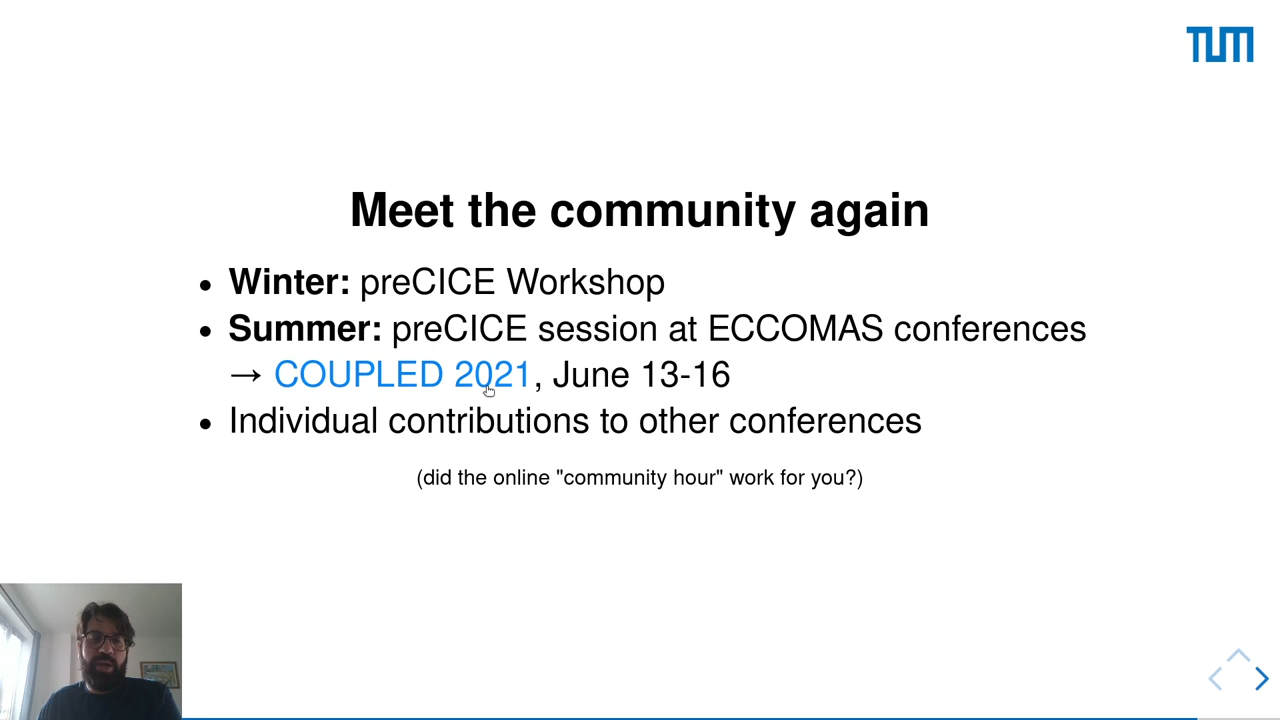 TUM
Meet the community again
• Winter: preCICE Workshop
• Summer: preCICE session at ECCOMAS conferences
→ COUPLED 2021, June 13-16
• Individual contributions to other conferences
(did the online "community hour" work for you?)